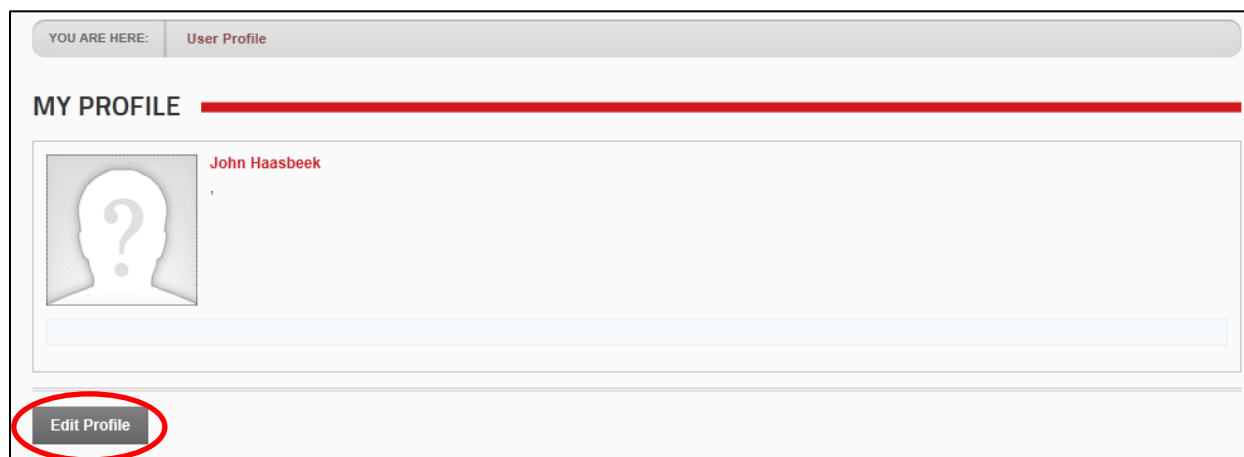 YOU ARE HERE: User Profile
MY PROFILE
John Haasbeek
,
?
Edit Profile